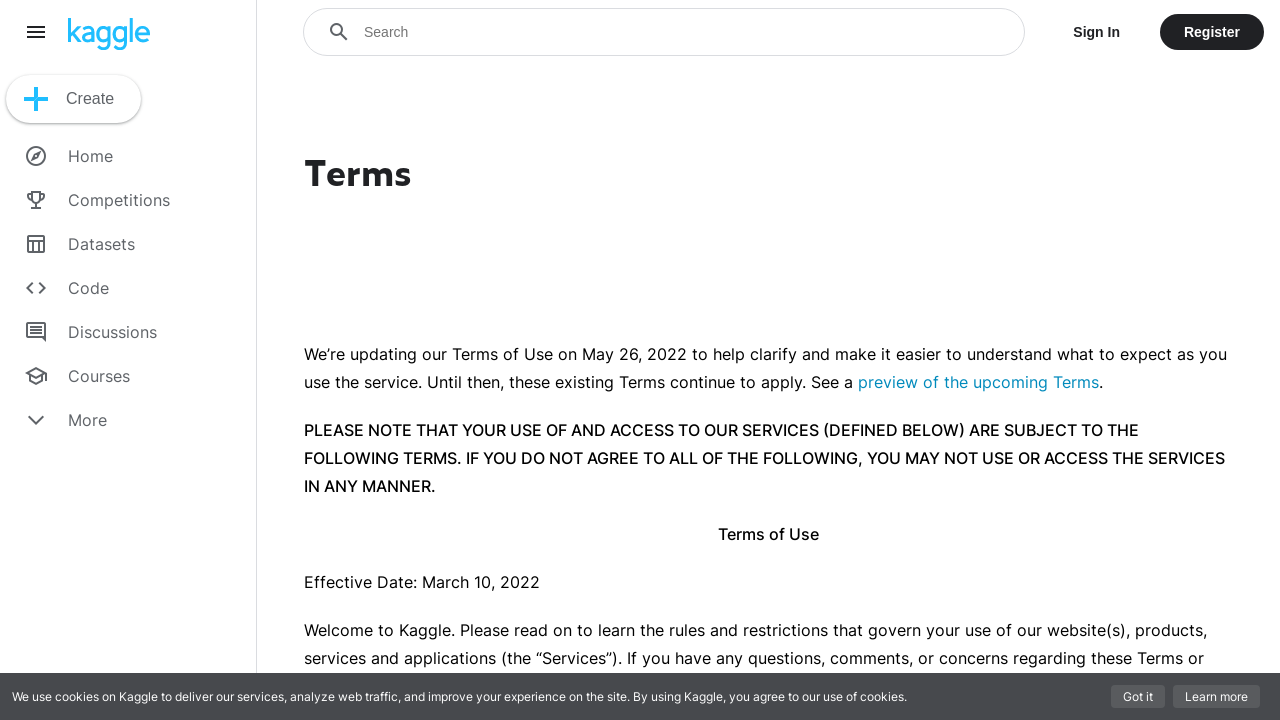 kaggle
Search
Sign In
Register
Create
Home
Competitions
Datasets
Code
Discussions
Courses
More
Terms
We’re updating our Terms of Use on May 26, 2022 to help clarify and make it easier to understand what to expect as you
use the service. Until then, these existing Terms continue to apply. See a preview of the upcoming Terms.
PLEASE NOTE THAT YOUR USE OF AND ACCESS TO OUR SERVICES (DEFINED BELOW) ARE SUBJECT TO THE
FOLLOWING TERMS. IF YOU DO NOT AGREE TO ALL OF THE FOLLOWING, YOU MAY NOT USE OR ACCESS THE SERVICES
IN ANY MANNER.
Terms of Use
Effective Date: March 10, 2022
Welcome to Kaggle. Please read on to learn the rules and restrictions that govern your use of our website(s), products,
services and applications (the “Services”). If you have any questions, comments, or concerns regarding these Terms or
We use cookies on Kaggle to deliver our services, analyze web traffic, and improve your experience on the site. By using Kaggle, you agree to our use of cookies.
Got it
Learn more